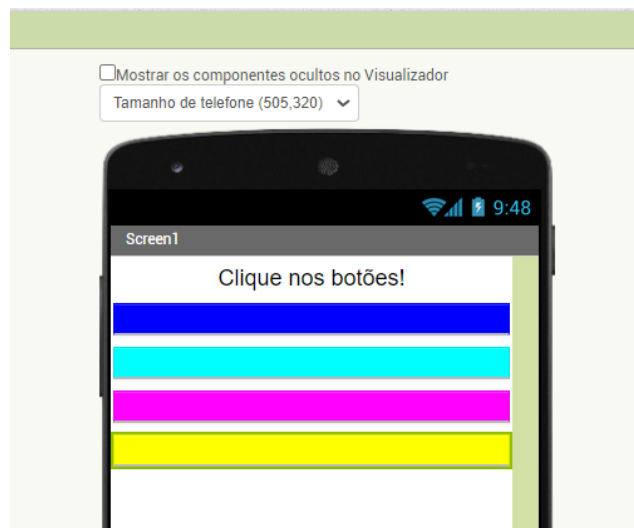 Mostrar os componentes ocultos no Visualizador
Tamanho de telefone (505,320)
9:48
Screen1
Clique nos botões!